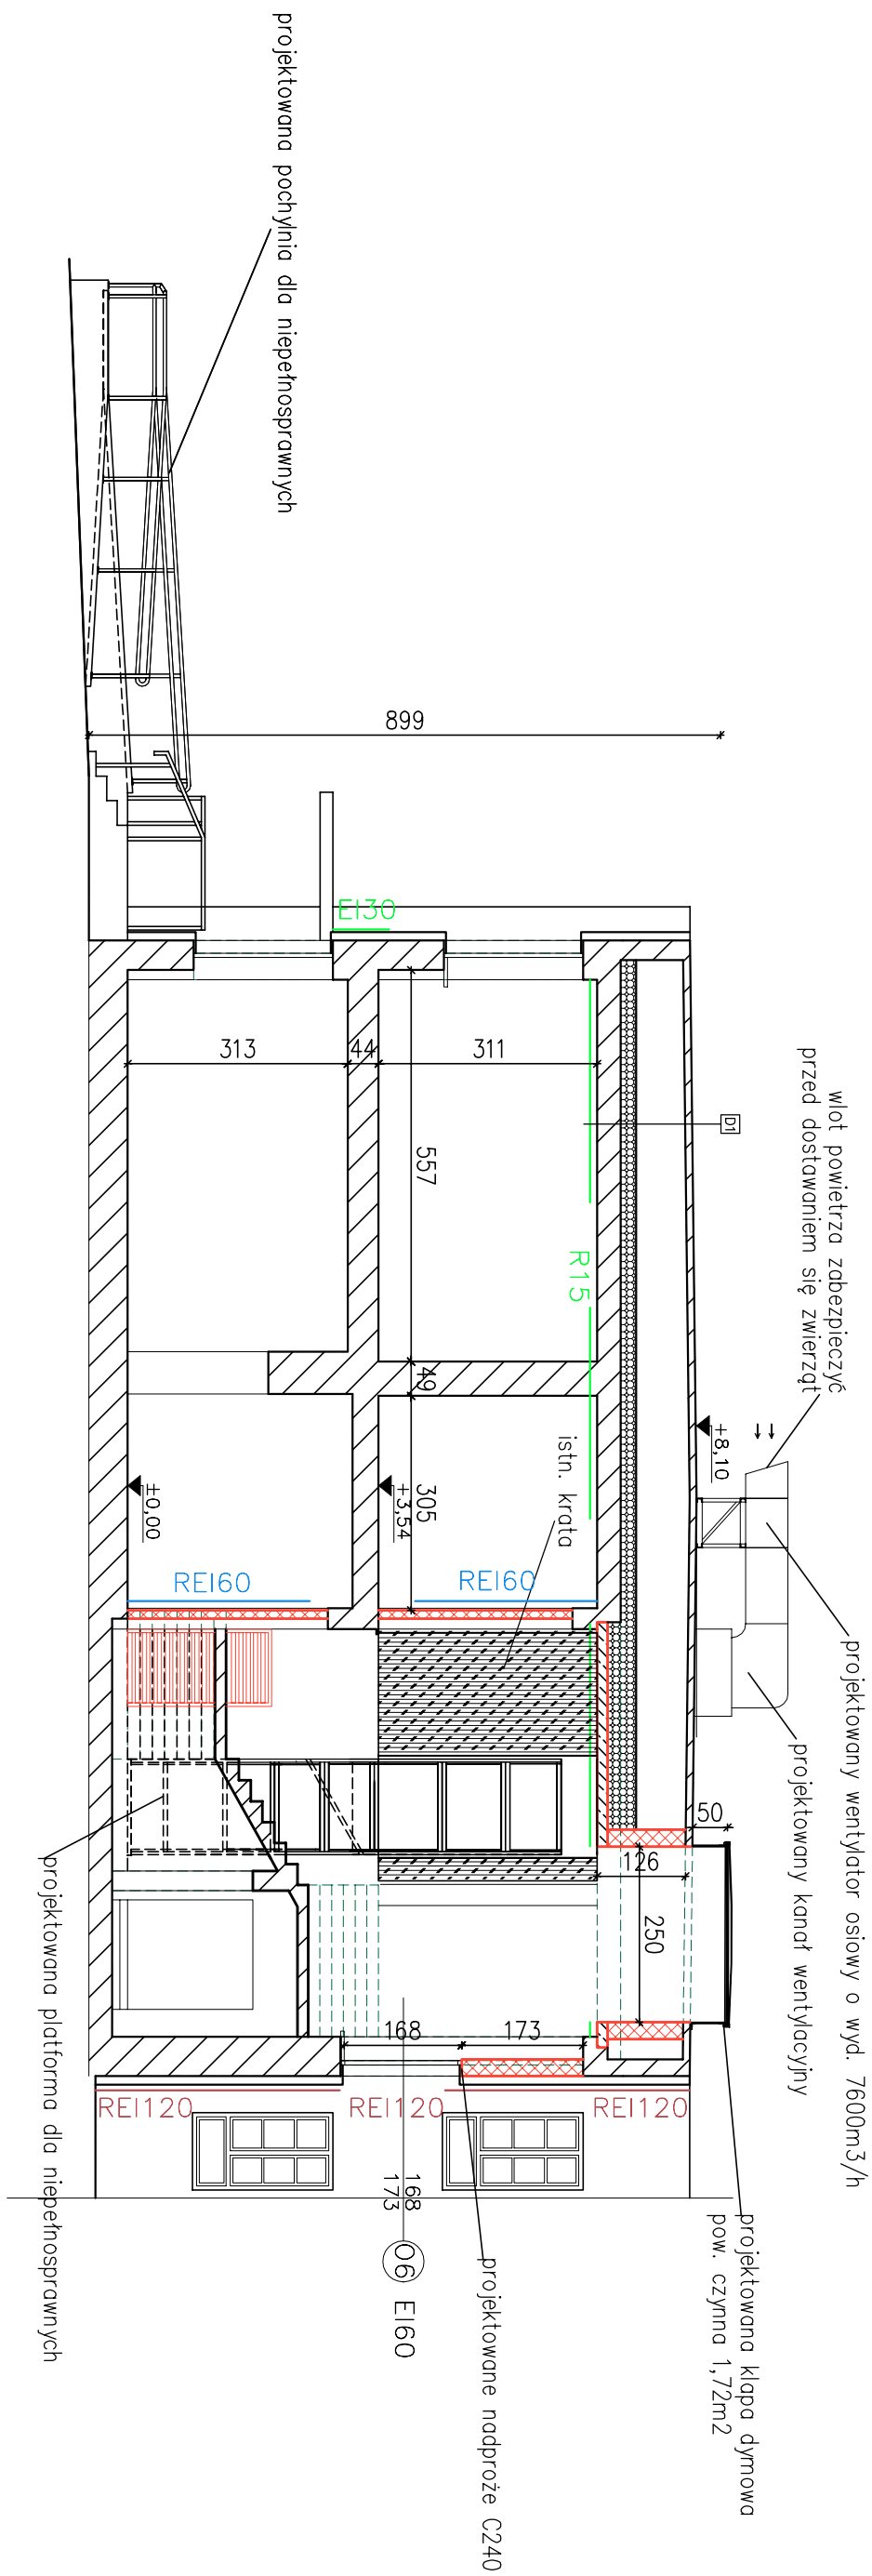 projektowana pochylnia dla niepełnosprawnych
899
EI30
313
44
311
557
49
305
R15
D1
wlot powietrza zabezpieczyć
przed dostawaniem się zwierząt
+8,10
+3,54
±0,00
istn. krata
REI60
REI60
projektowany wentylator osiowy o wyd. 7600m3/h
projektowany kanał wentylacyjny
50
126
250
168
173
projektowana platforma dla niepełnosprawnych
REI120
REI120
REI120
168
173
O6
EI60
projektowana klapa dymowa
pow. czynna 1,72m2
projektowane nadproże C240